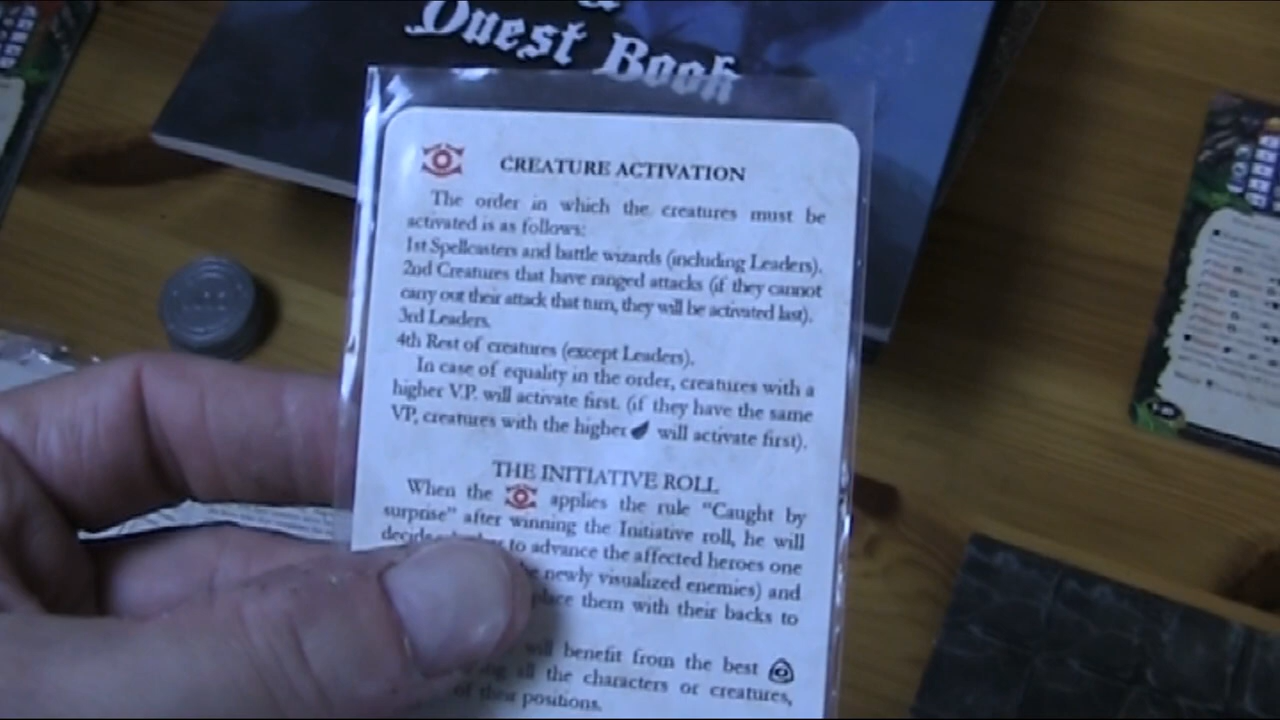 Quest Book
CREATURE ACTIVATION
The order in which the creatures must be
activated is as follows:
1st Spellcasters and battle wizards (including Leaders).
2nd Creatures that have ranged attacks (if they cannot
carry out their attack that turn, they will be activated last).
3rd Leaders.
4th Rest of creatures (except Leaders).
In case of equality in the order, creatures with a
higher V.P. will activate first. (if they have the same
VP, creatures with the higher will activate first).
THE INITIATIVE ROLL
When the applies the rule “Caught by
surprise” after winning the Initiative roll, he will
to advance the affected heroes one
newly visualized enemies) and
place them with their backs to
will benefit from the best
all the characters or creatures,
of their positions.